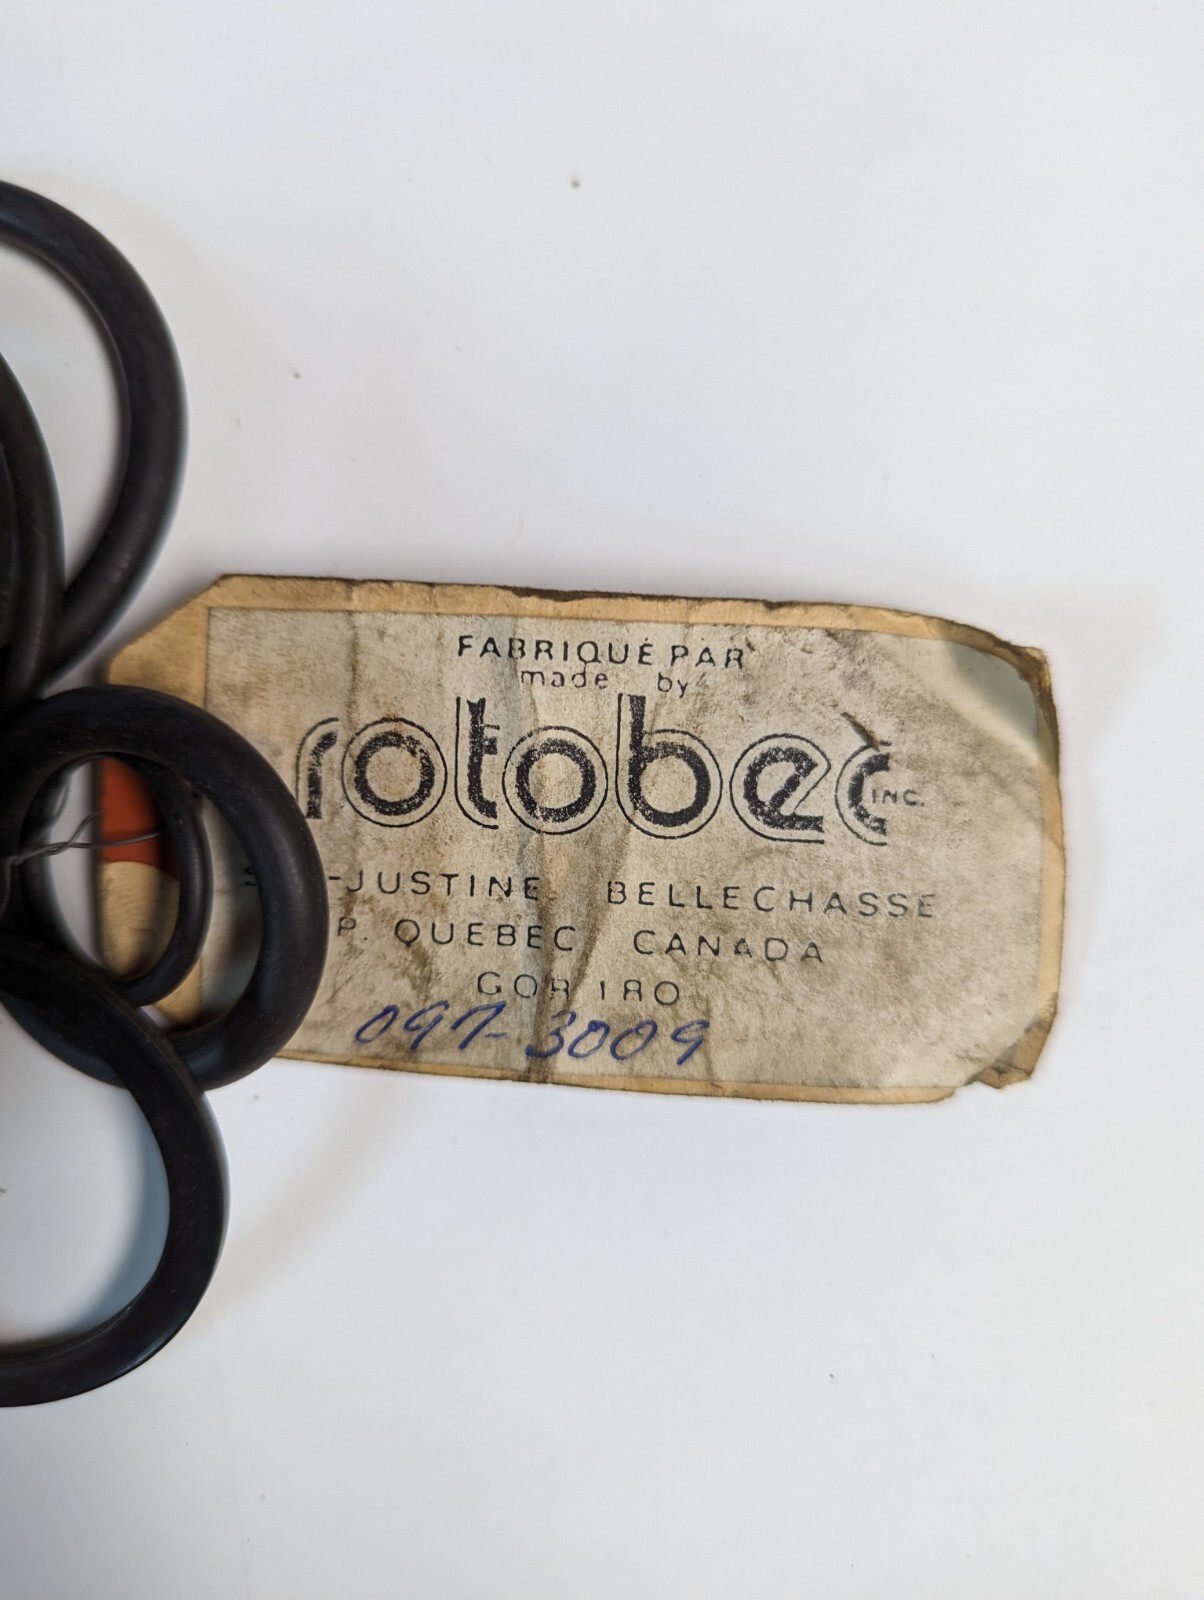 FABRIQUÉ PAR
made by
rotobec INC.
-JUSTINE BELLECHASSE
P. QUEBEC CANADA
GOR 1RO
097-3009